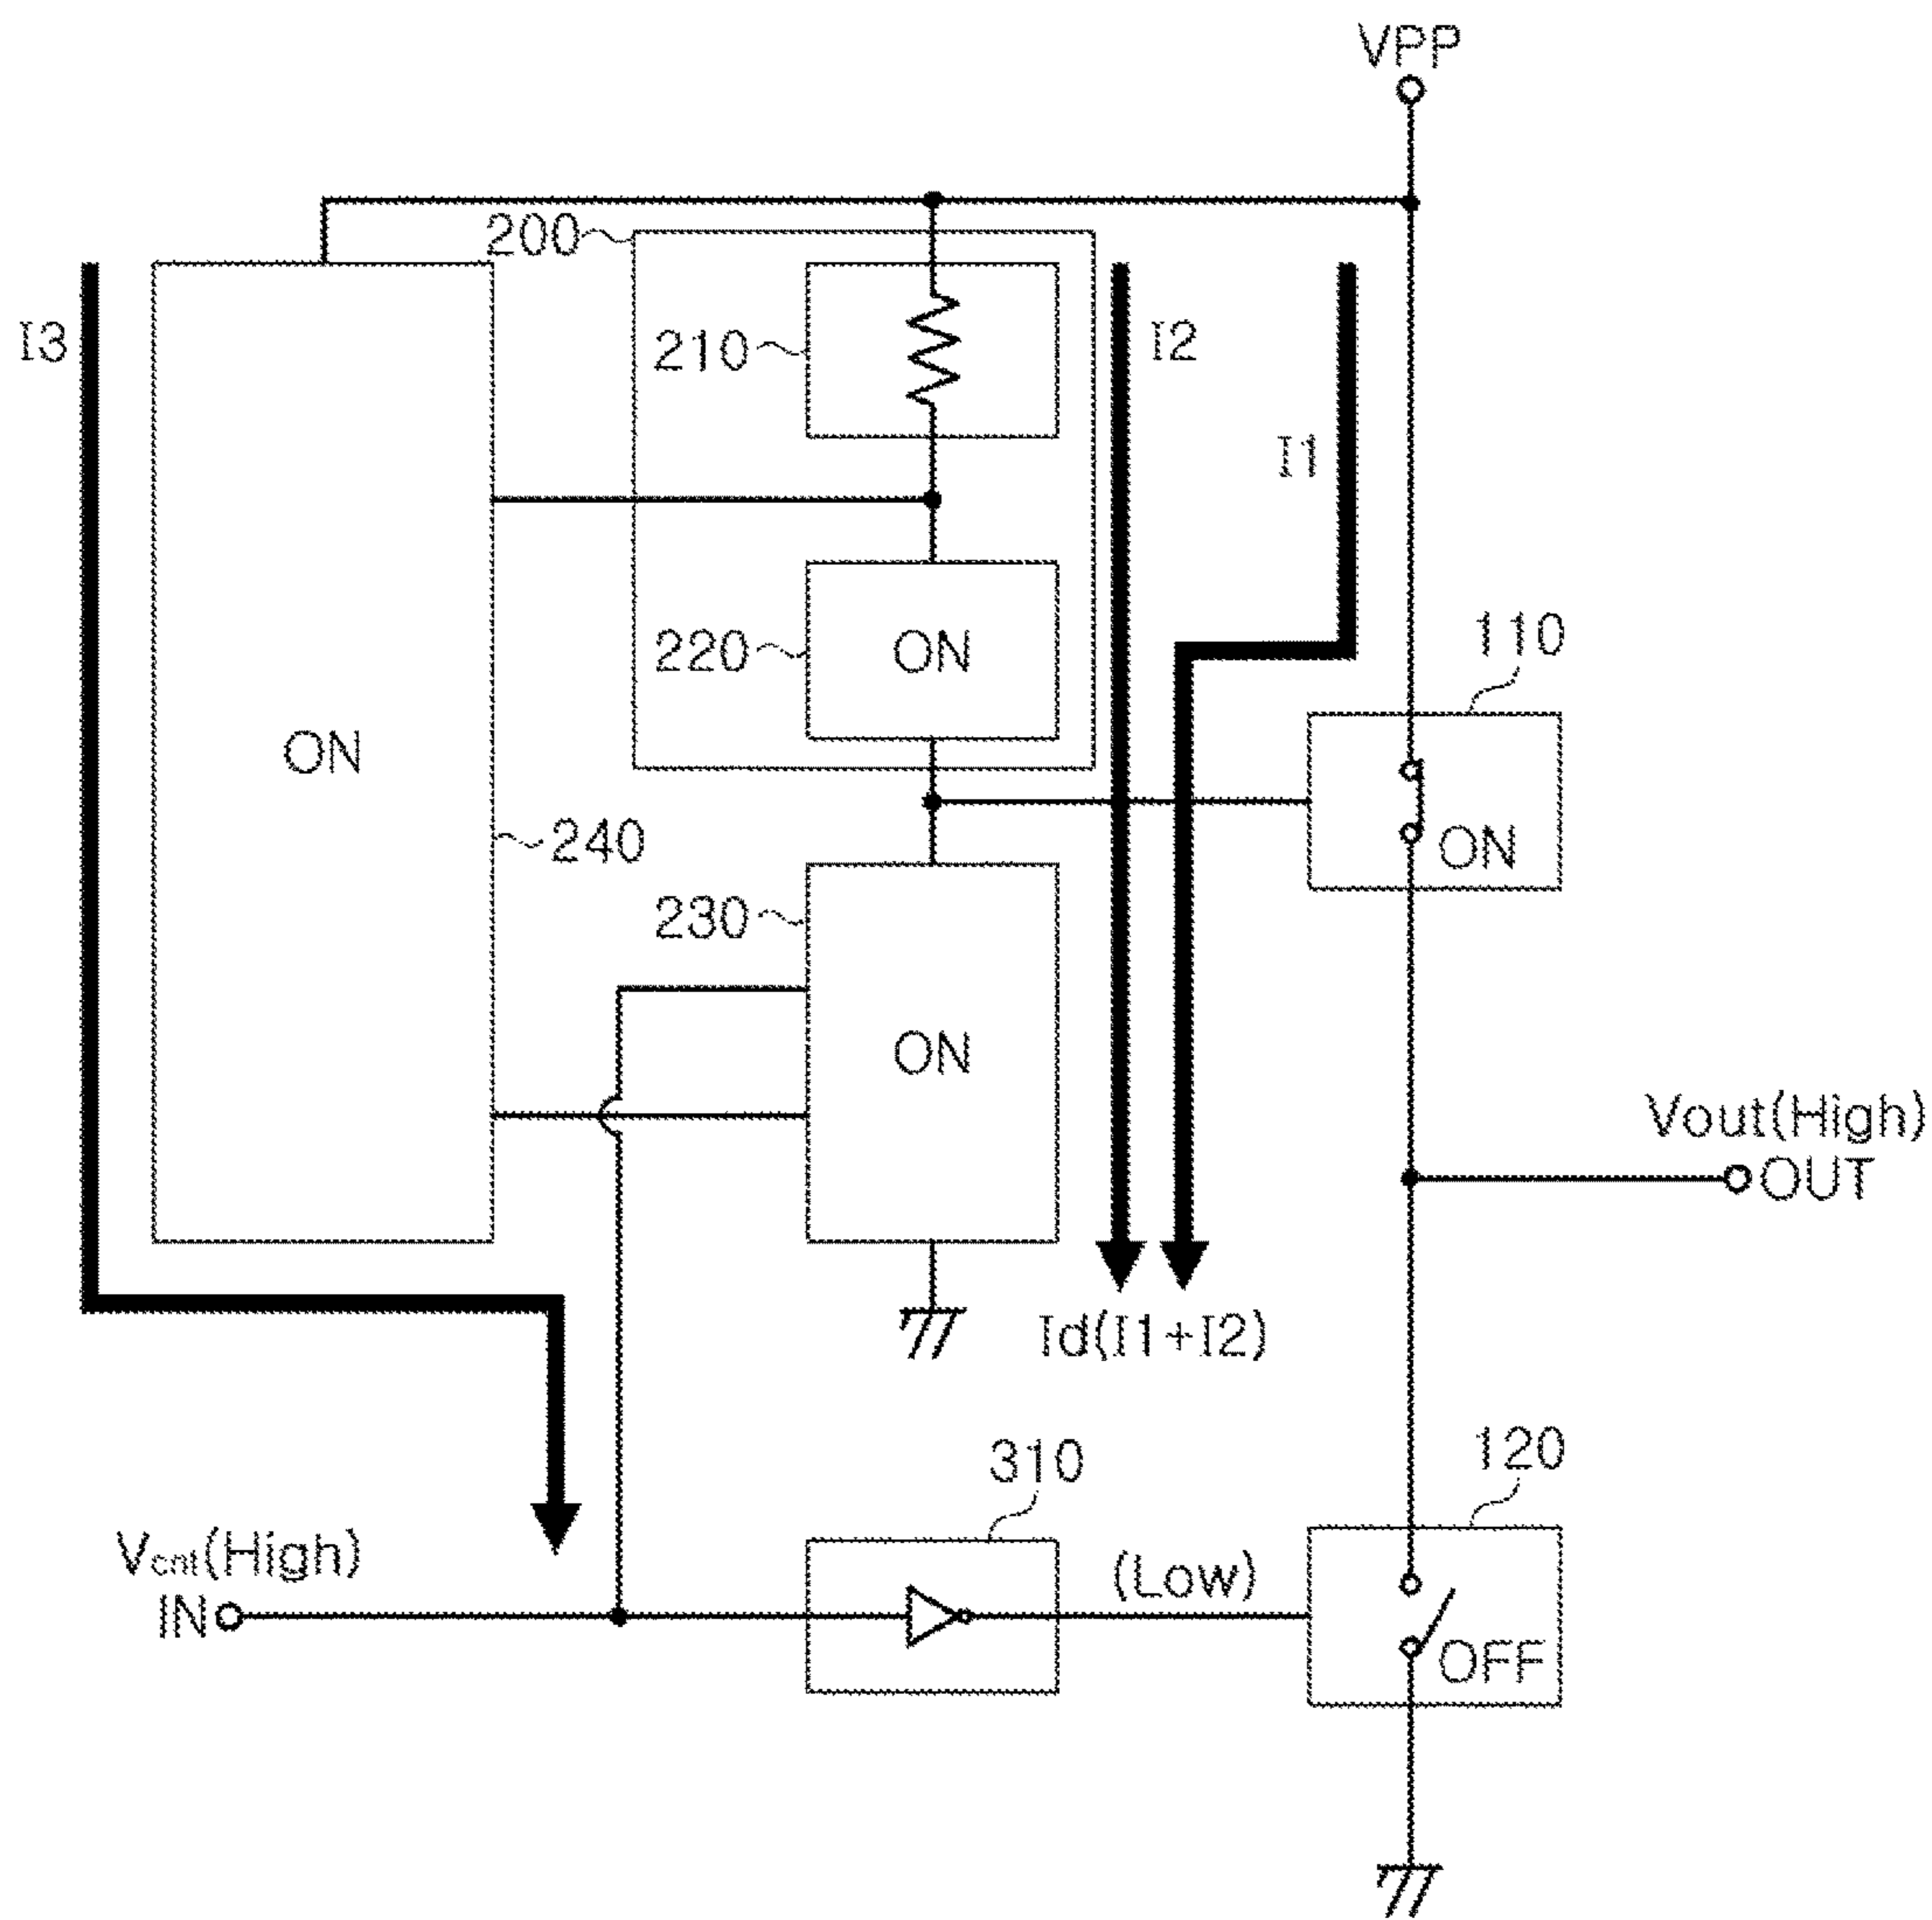 VPP
200
I3
210
I2
I1
220
ON
110
ON
ON
240
230
ON
Vout(High)
OUT
Id(I1+I2)
310
120
Vcnt(High)
(Low)
IN
OFF